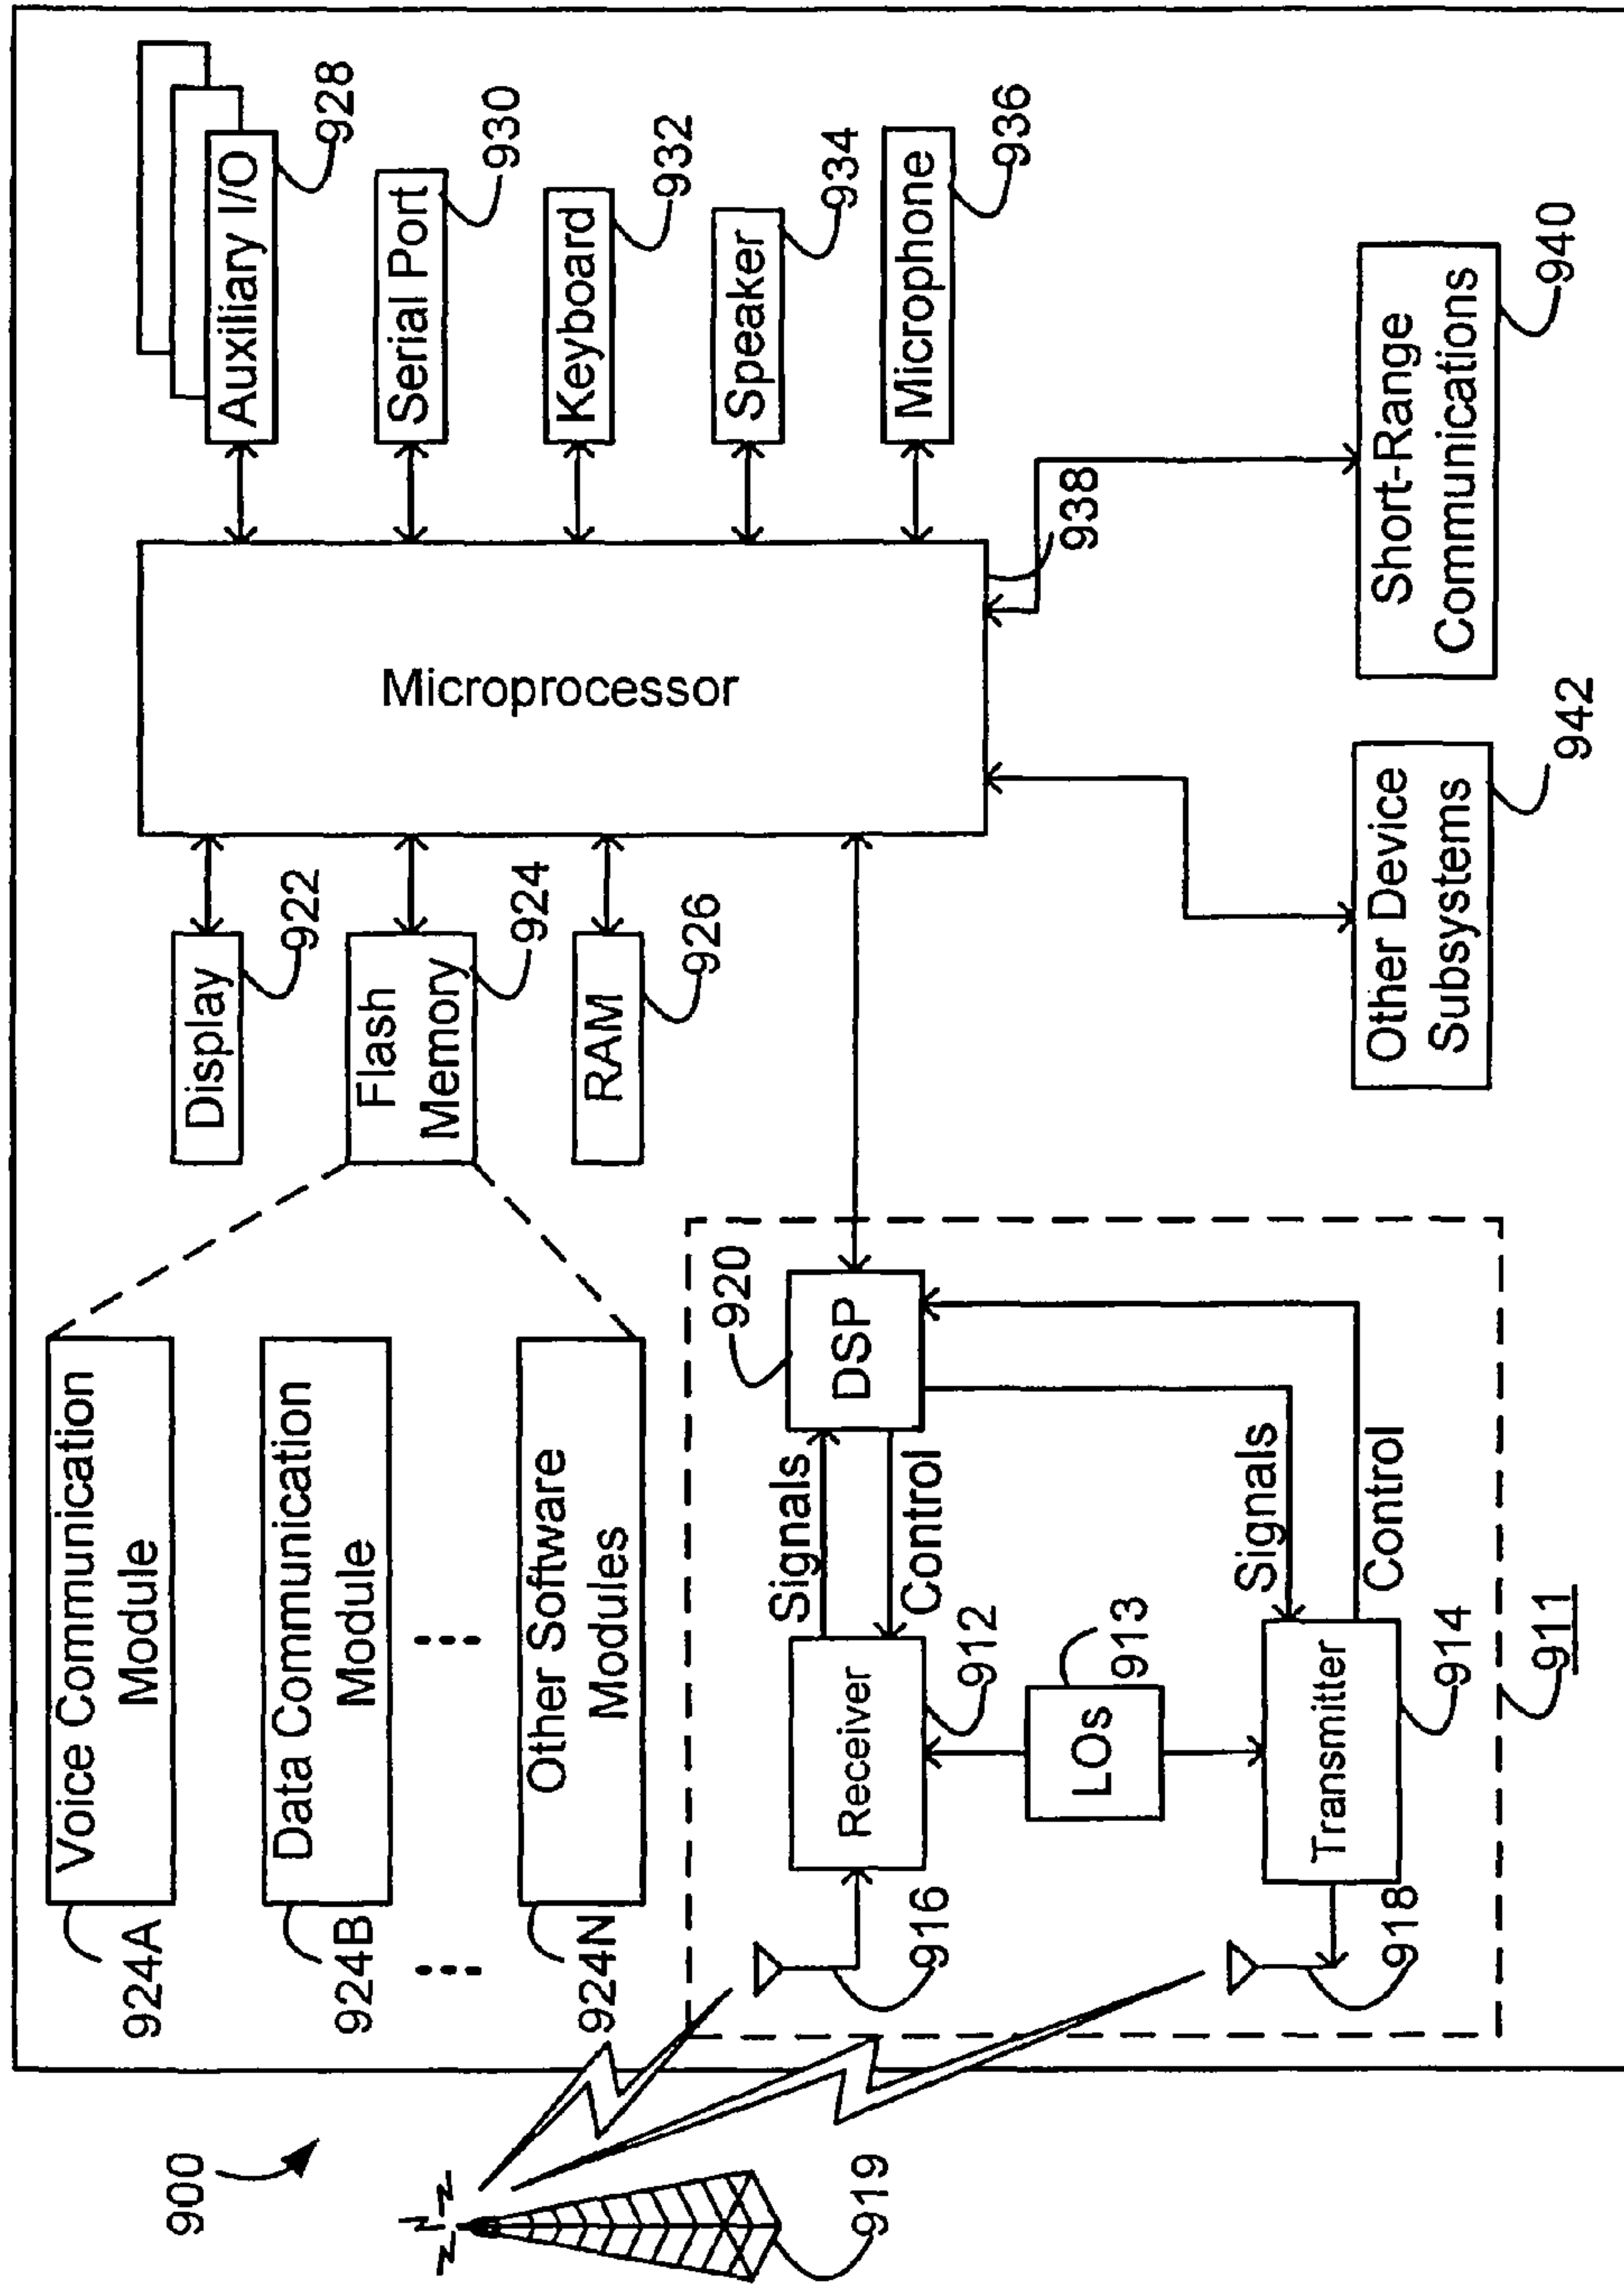 900
919
Voice Communication
Module
924A
Data Communication
Module
924B
Other Software
Modules
924N
Display
922
Flash
Memory
924
RAM
926
Microprocessor
938
Auxiliary I/O
928
Serial Port
930
Keyboard
932
Speaker
934
Microphone
936
Short-Range
Communications
940
Other Device
Subsystems
942
DSP
920
Signals
Control
Receiver
912
916
LOs
913
Signals
Control
Transmitter
914
918
911